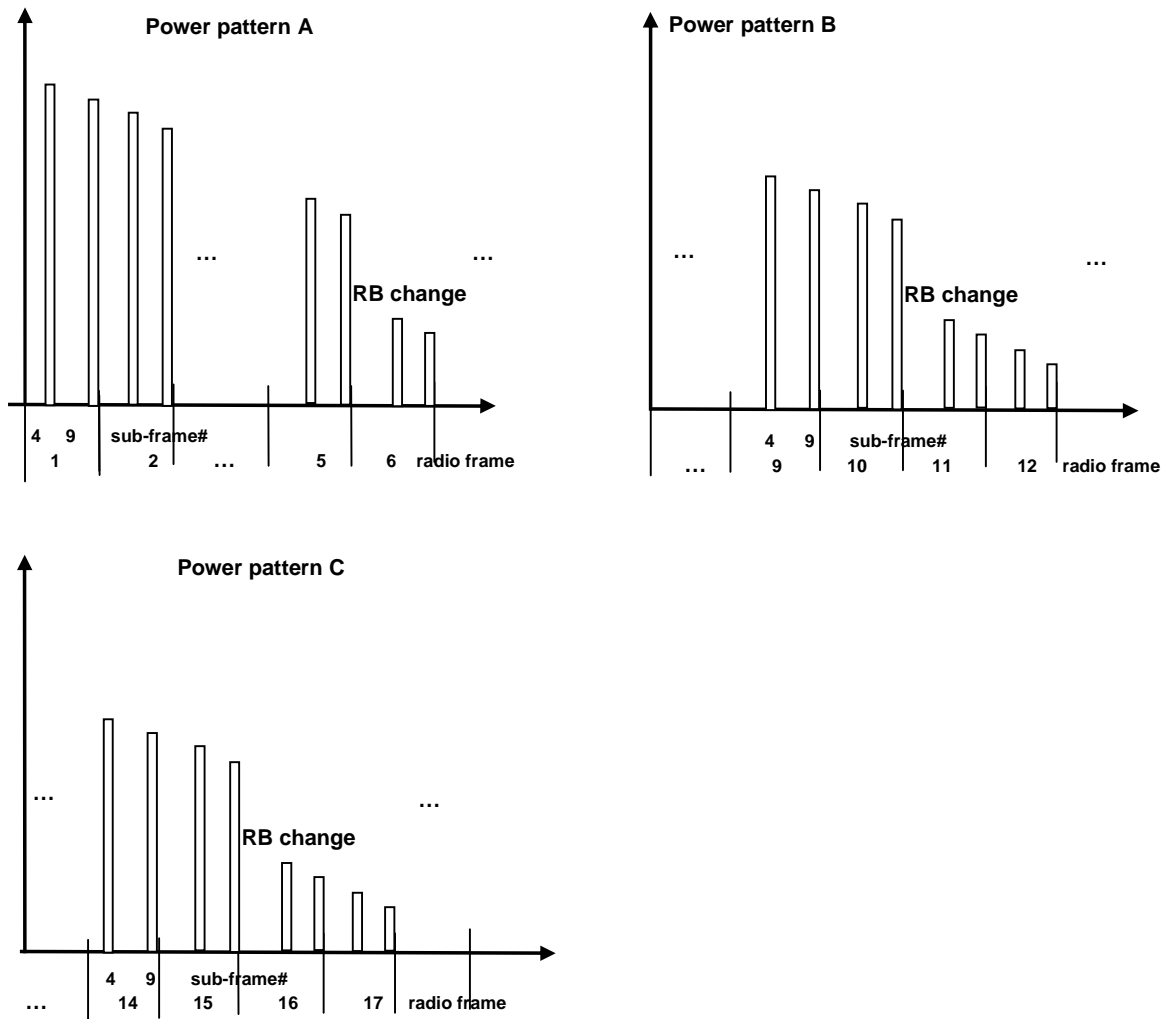 Power pattern A
...
...
RB change
4 9 sub-frame#
1 2 ... 5 6 radio frame
Power pattern B
...
...
RB change
4 9 sub-frame#
... 9 10 11 12 radio frame
Power pattern C
...
...
RB change
4 9 sub-frame#
... 14 15 16 17 radio frame